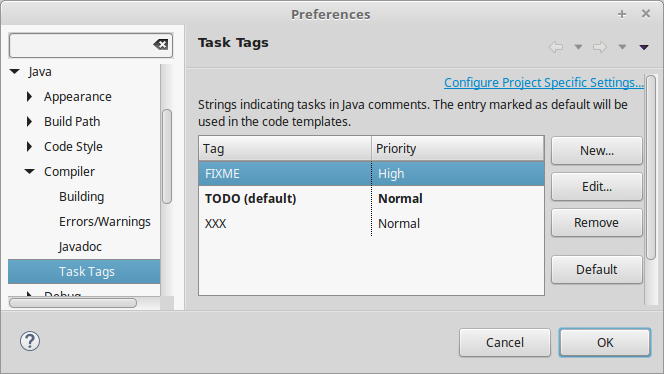 Preferences
Task Tags
Java
Appearance
Build Path
Code Style
Compiler
Building
Errors/Warnings
Javadoc
Task Tags
Debug
Configure Project Specific Settings...
Strings indicating tasks in Java comments. The entry marked as default will be
used in the code templates.
Tag Priority
FIXME High
TODO (default) Normal
XXX Normal
New...
Edit...
Remove
Default
Cancel
OK